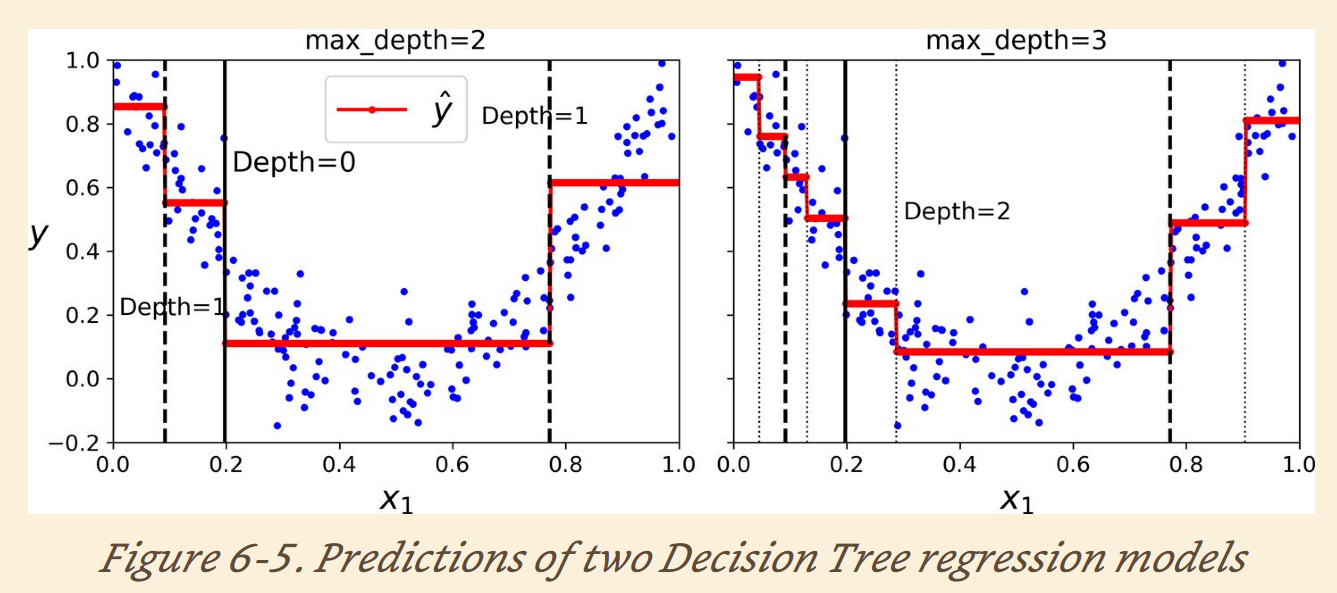 max_depth=2
1.0
0.8
0.6
0.4
0.2
0.0
−0.2
y
ŷ
Depth=1
Depth=0
Depth=1
0.0 0.2 0.4 0.6 0.8 1.0
x₁
max_depth=3
Depth=2
0.0 0.2 0.4 0.6 0.8 1.0
x₁
Figure 6-5. Predictions of two Decision Tree regression models